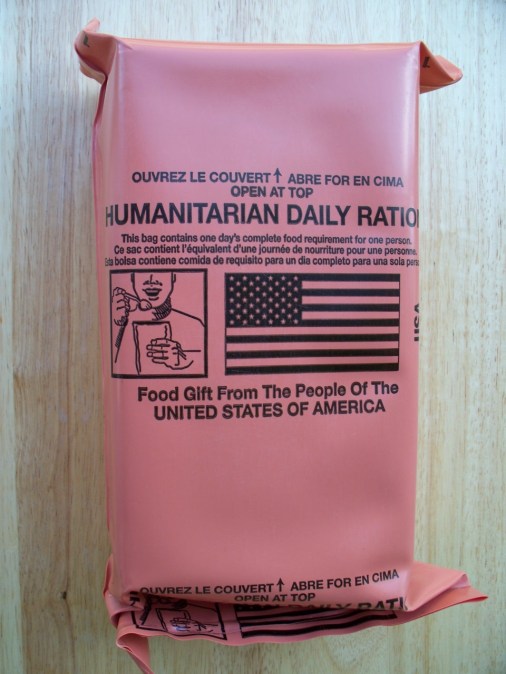 OUVREZ LE COUVERT ↑ ABRE FOR EN CIMA
OPEN AT TOP
HUMANITARIAN DAILY RATIO
This bag contains one day's complete food requirement for one person.
Ce sac contient l'équivalent d'une journée de nourriture pour une personne.
Esta bolsa contiene comida de requisito para un dia completo para una sola pers
USA
Food Gift From The People Of The
UNITED STATES OF AMERICA
OUVREZ LE COUVERT ↑ ABRE FOR EN CIMA
OPEN AT TOP
DAILY RATI